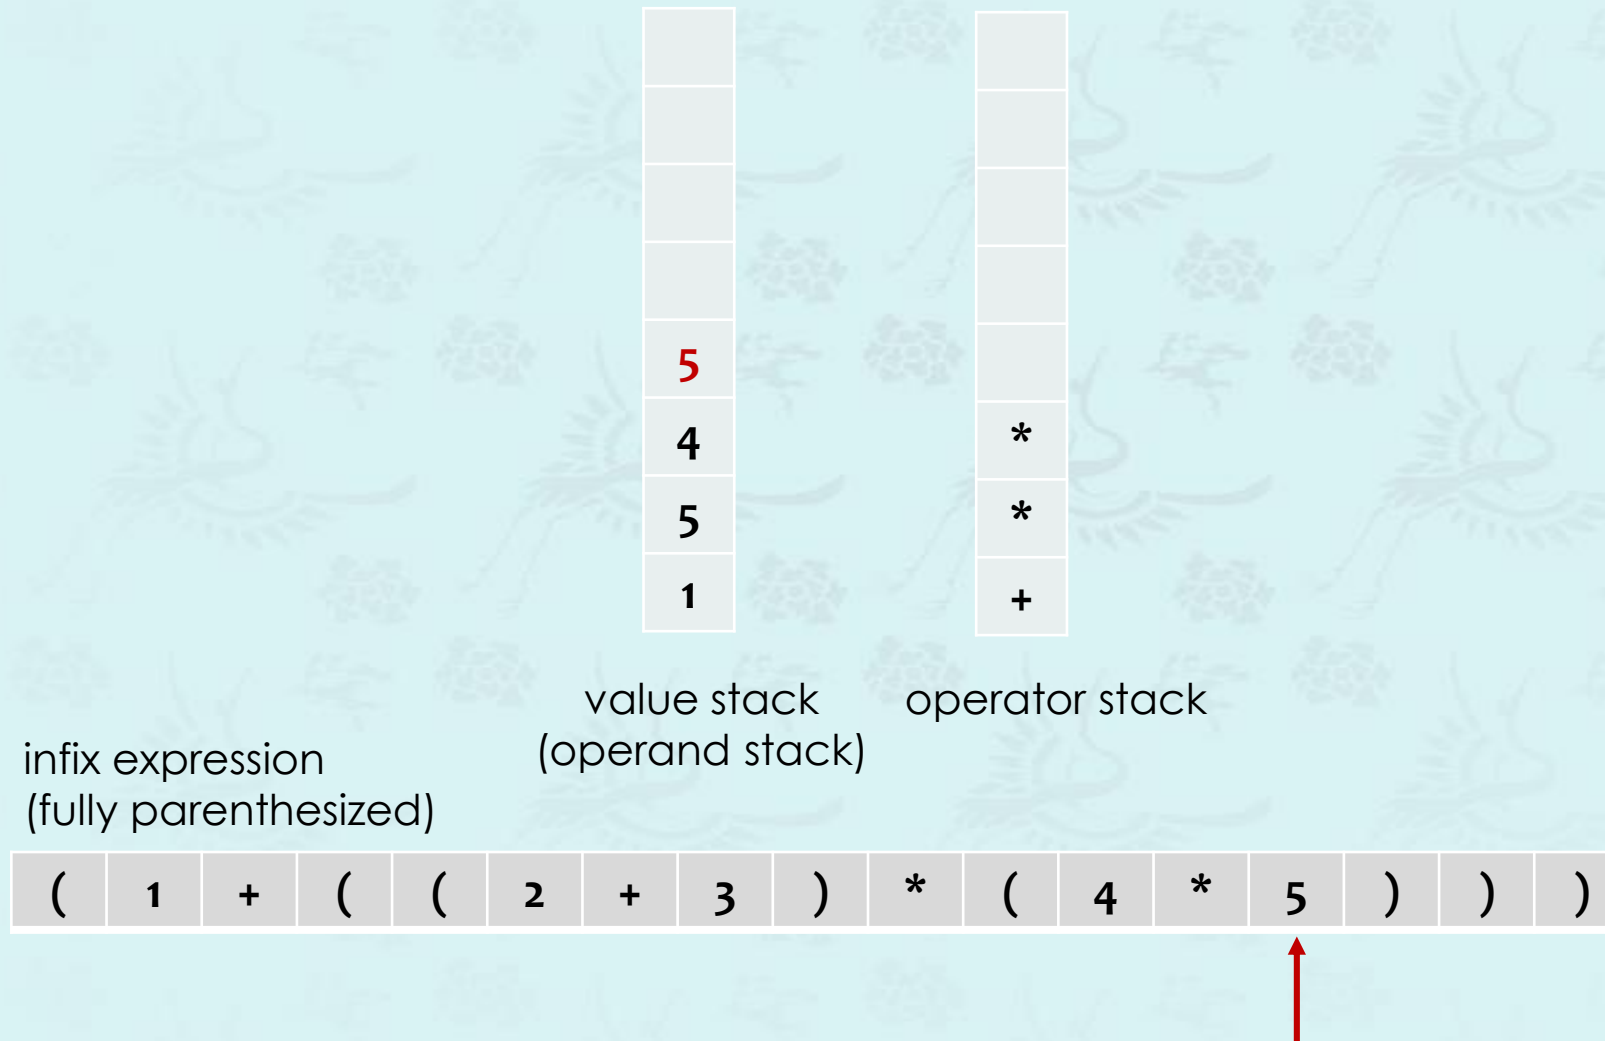 5
4 *
5 *
1 +
value stack
(operand stack)
operator stack
infix expression
(fully parenthesized)
( 1 + ( ( 2 + 3 ) * ( 4 * 5 ) ) )